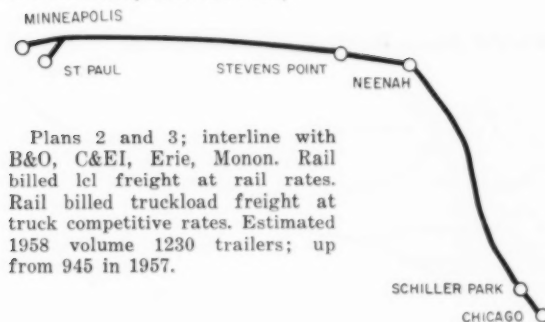 MINNEAPOLIS
ST PAUL
STEVENS POINT
NEENAH
Plans 2 and 3; interline with
B&O, C&EI, Erie, Monon. Rail
billed lcl freight at rail rates.
Rail billed truckload freight at
truck competitive rates. Estimated
1958 volume 1230 trailers; up
from 945 in 1957.
SCHILLER PARK
CHICAGO